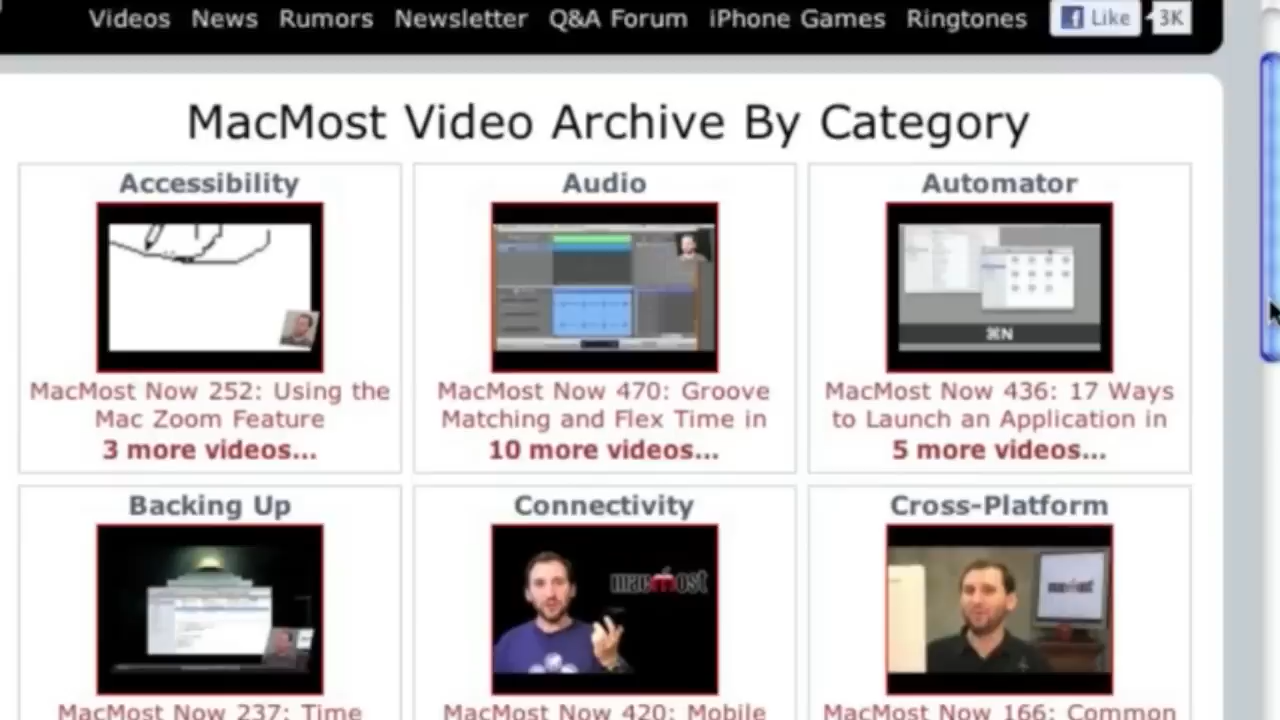 Videos News Rumors Newsletter Q&A Forum iPhone Games Ringtones Like 3K
MacMost Video Archive By Category
Accessibility
Audio
Automator
⌘N
MacMost Now 252: Using the
Mac Zoom Feature
3 more videos...
MacMost Now 470: Groove
Matching and Flex Time in
10 more videos...
MacMost Now 436: 17 Ways
to Launch an Application in
5 more videos...
Backing Up
Connectivity
Cross-Platform
macmost
macmost
MacMost Now 237: Time
MacMost Now 420: Mobile
MacMost Now 166: Common